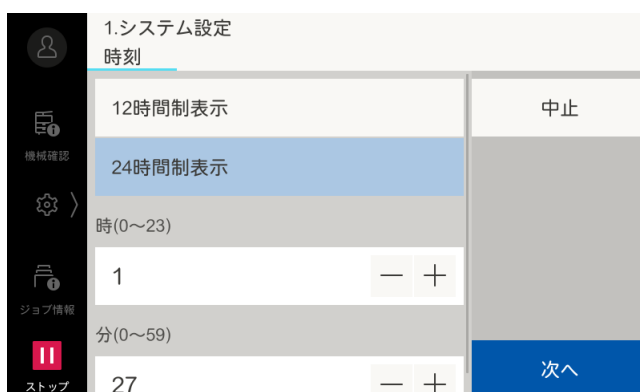 1.システム設定
時刻
12時間制表示
中止
機械確認
24時間制表示
時(0～23)
1
ジョブ情報
分(0～59)
27
次へ
ストップ